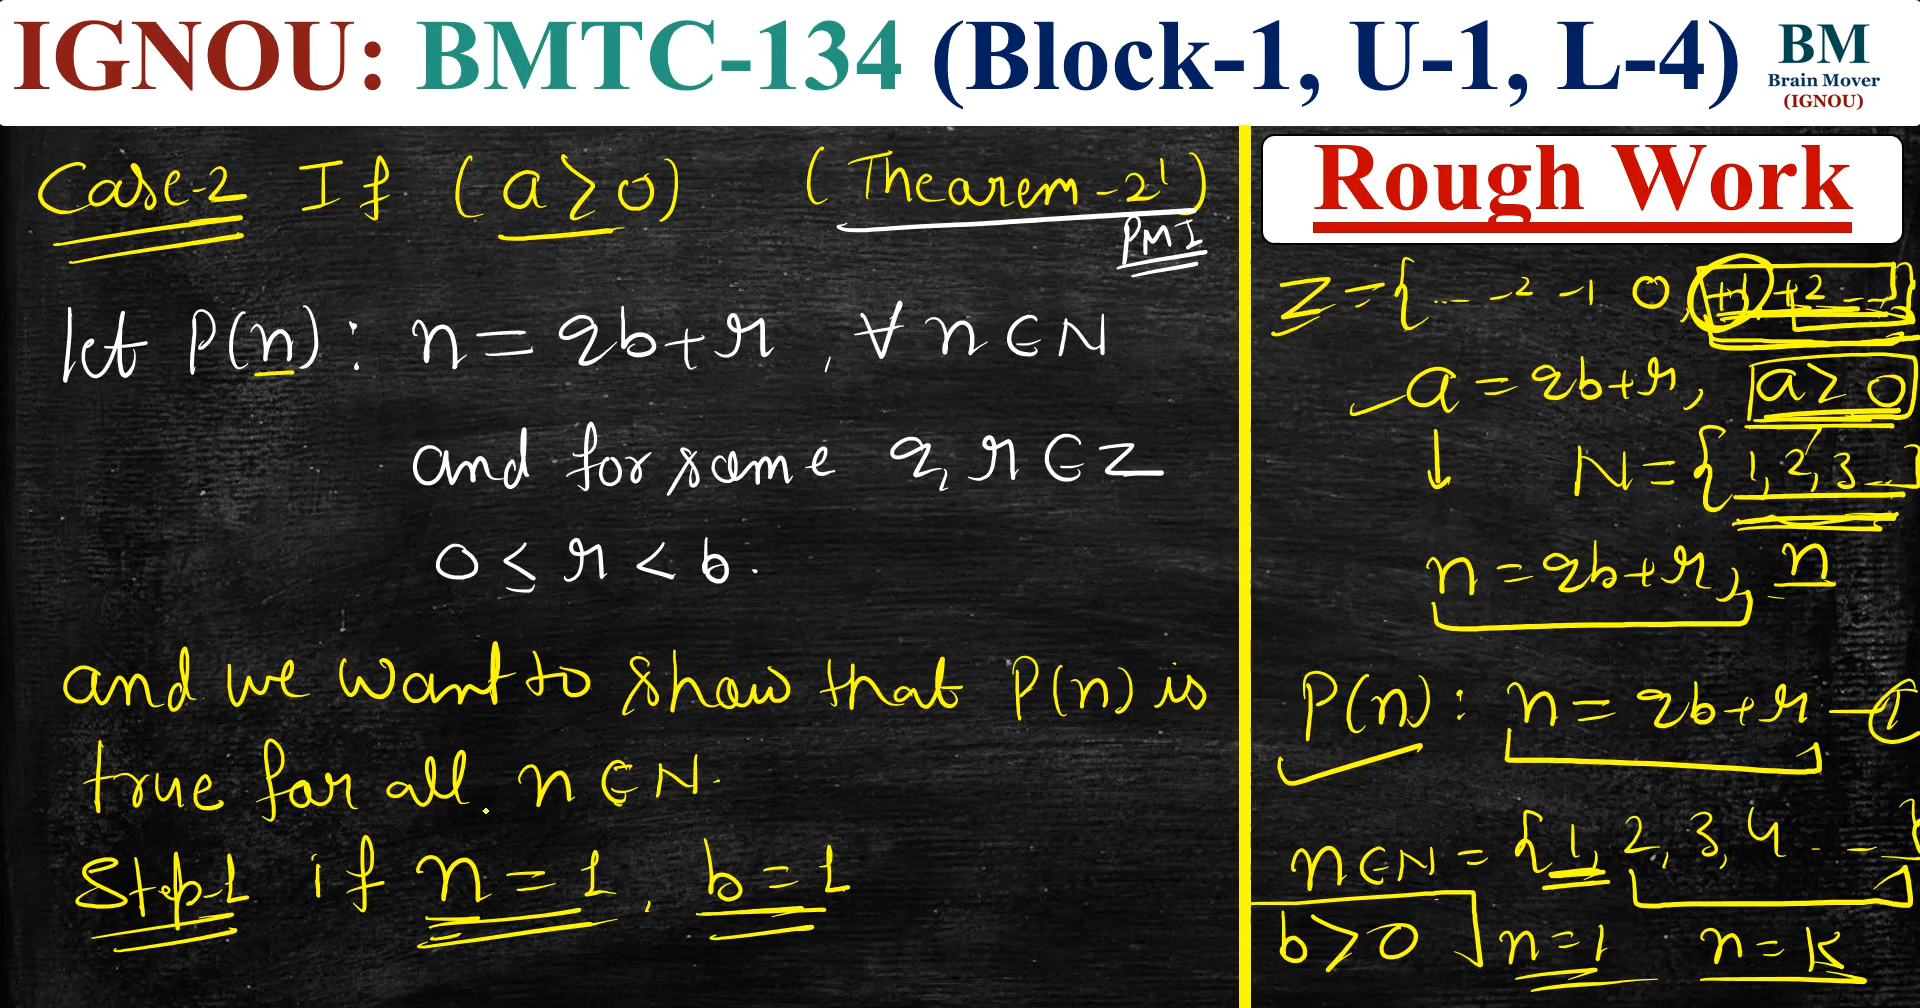 IGNOU: BMTC-134 (Block-1, U-1, L-4)
BM
Brain Mover
(IGNOU)
Case-2 If (a > 0) (Thearem-2')
PMI
let P(n): n = qb+r, ∀ n ∈ N
and for some q, r ∈ Z
0 ≤ r < b.
and we want to show that P(n) is
true for all. n ∈ N.
Step-1 if n = 1, b = 1
Rough Work
Z = {... -2 -1 0, +1, +2 --}
a = qb+r, a > 0
↓ N = {1, 2, 3 --}
n = qb+r, n
P(n): n = qb+r — ①
n ∈ N = {1, 2, 3, 4 - - -}
b > 0 n = 1 n = k